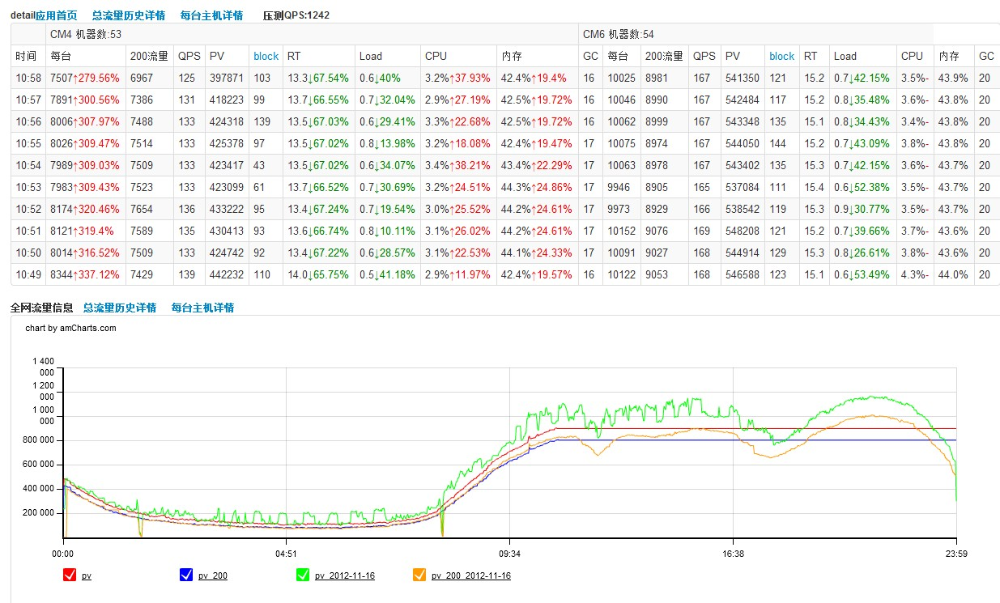 detail应用首页 总流量历史详情 每台主机详情 压测QPS:1242
CM4 机器数:53 CM6 机器数:54
时间 每台 200流量 QPS PV block RT Load CPU 内存 GC 每台 200流量 QPS PV block RT Load CPU 内存 GC
10:58 7507↑279.56% 6967 125 397871 103 13.3↓67.54% 0.6↓40% 3.2%↑37.93% 42.4%↑19.4% 16 10025 8981 167 541350 121 15.2 0.7↓42.15% 3.5%- 43.9% 20
10:57 7891↑300.56% 7386 131 418223 99 13.7↓66.55% 0.7↓32.04% 2.9%↑27.19% 42.5%↑19.72% 16 10046 8990 167 542484 117 15.2 0.8↓35.48% 3.6%- 43.8% 20
10:56 8006↑307.97% 7488 133 424318 139 13.5↓67.03% 0.6↓29.41% 3.3%↑22.68% 42.5%↑19.72% 16 10062 8999 167 543348 135 15.1 0.8↓34.43% 3.4%- 43.8% 20
10:55 8026↑309.47% 7514 133 425378 97 13.5↓67.02% 0.8↓13.98% 3.2%↑18.08% 42.4%↑19.47% 17 10075 8974 167 544050 144 15.2 0.7↓43.09% 3.8%- 43.8% 20
10:54 7989↑309.03% 7509 133 423417 43 13.5↓67.02% 0.6↓34.07% 3.4%↑38.21% 43.4%↑22.29% 17 10063 8978 167 543402 135 15.3 0.7↓42.15% 3.6%- 43.7% 20
10:53 7983↑309.43% 7523 133 423099 61 13.7↓66.52% 0.7↓30.69% 3.2%↑24.51% 44.3%↑24.86% 17 9946 8905 165 537084 111 15.4 0.6↓52.38% 3.5%- 43.7% 20
10:52 8174↑320.46% 7654 136 433222 95 13.4↓67.24% 0.7↓19.54% 3.0%↑25.52% 44.2%↑24.61% 17 9973 8929 166 538542 119 15.3 0.9↓30.77% 3.5%- 43.7% 20
10:51 8121↑319.4% 7589 135 430413 93 13.6↓66.74% 0.8↓10.11% 3.1%↑26.02% 44.2%↑24.61% 17 10152 9076 169 548208 121 15.2 0.7↓39.66% 3.7%- 43.6% 20
10:50 8014↑316.52% 7509 133 424742 92 13.4↓67.22% 0.6↓28.57% 3.1%↑22.53% 44.1%↑24.33% 17 10091 9027 168 544914 129 15.3 0.8↓26.61% 3.8%- 43.6% 20
10:49 8344↑337.12% 7429 139 442232 110 14.0↓65.75% 0.5↓41.18% 2.9%↑11.97% 42.4%↑19.57% 16 10122 9053 168 546588 123 15.1 0.6↓53.49% 4.3%- 44.0% 20
全网流量信息 总流量历史详情 每台主机详情
chart by amCharts.com
1 400
000
1 200
000
1 000
000
800 000
600 000
400 000
200 000
00:00 04:51 09:34 16:38 23:59
pv pv_200 pv_2012-11-16 pv_200_2012-11-16